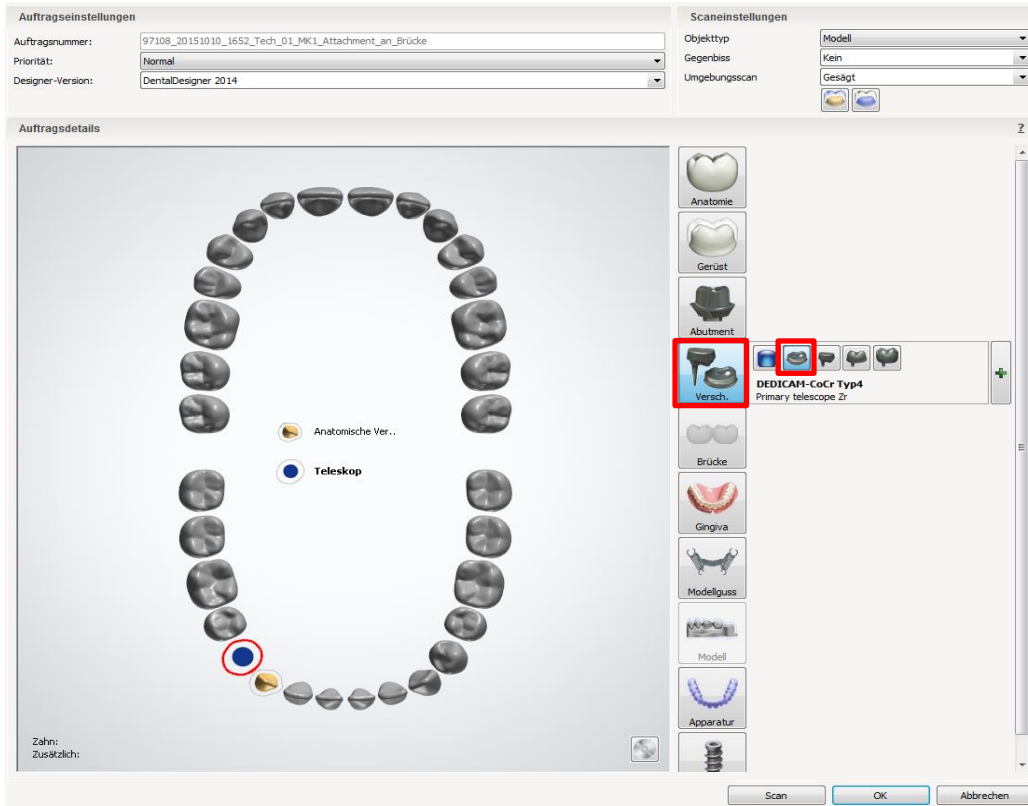 Auftragseinstellungen
Auftragsnummer: 97108_20151010_1652_Tech_01_MK1_Attachment_an_Brücke
Priorität: Normal
Designer-Version: DentalDesigner 2014
Scaneinstellungen
Objekttyp Modell
Gegenbiss Kein
Umgebungsscan Gesägt
Auftragsdetails ?
Anatomie
Gerüst
Abutment
Versch.
DEDICAM-CoCr Typ4
Primary telescope Zr
Anatomische Ver..
Teleskop
Brücke
Gingiva
Modellguss
Modell
Apparatur
Zahn:
Zusätzlich:
Scan OK Abbrechen